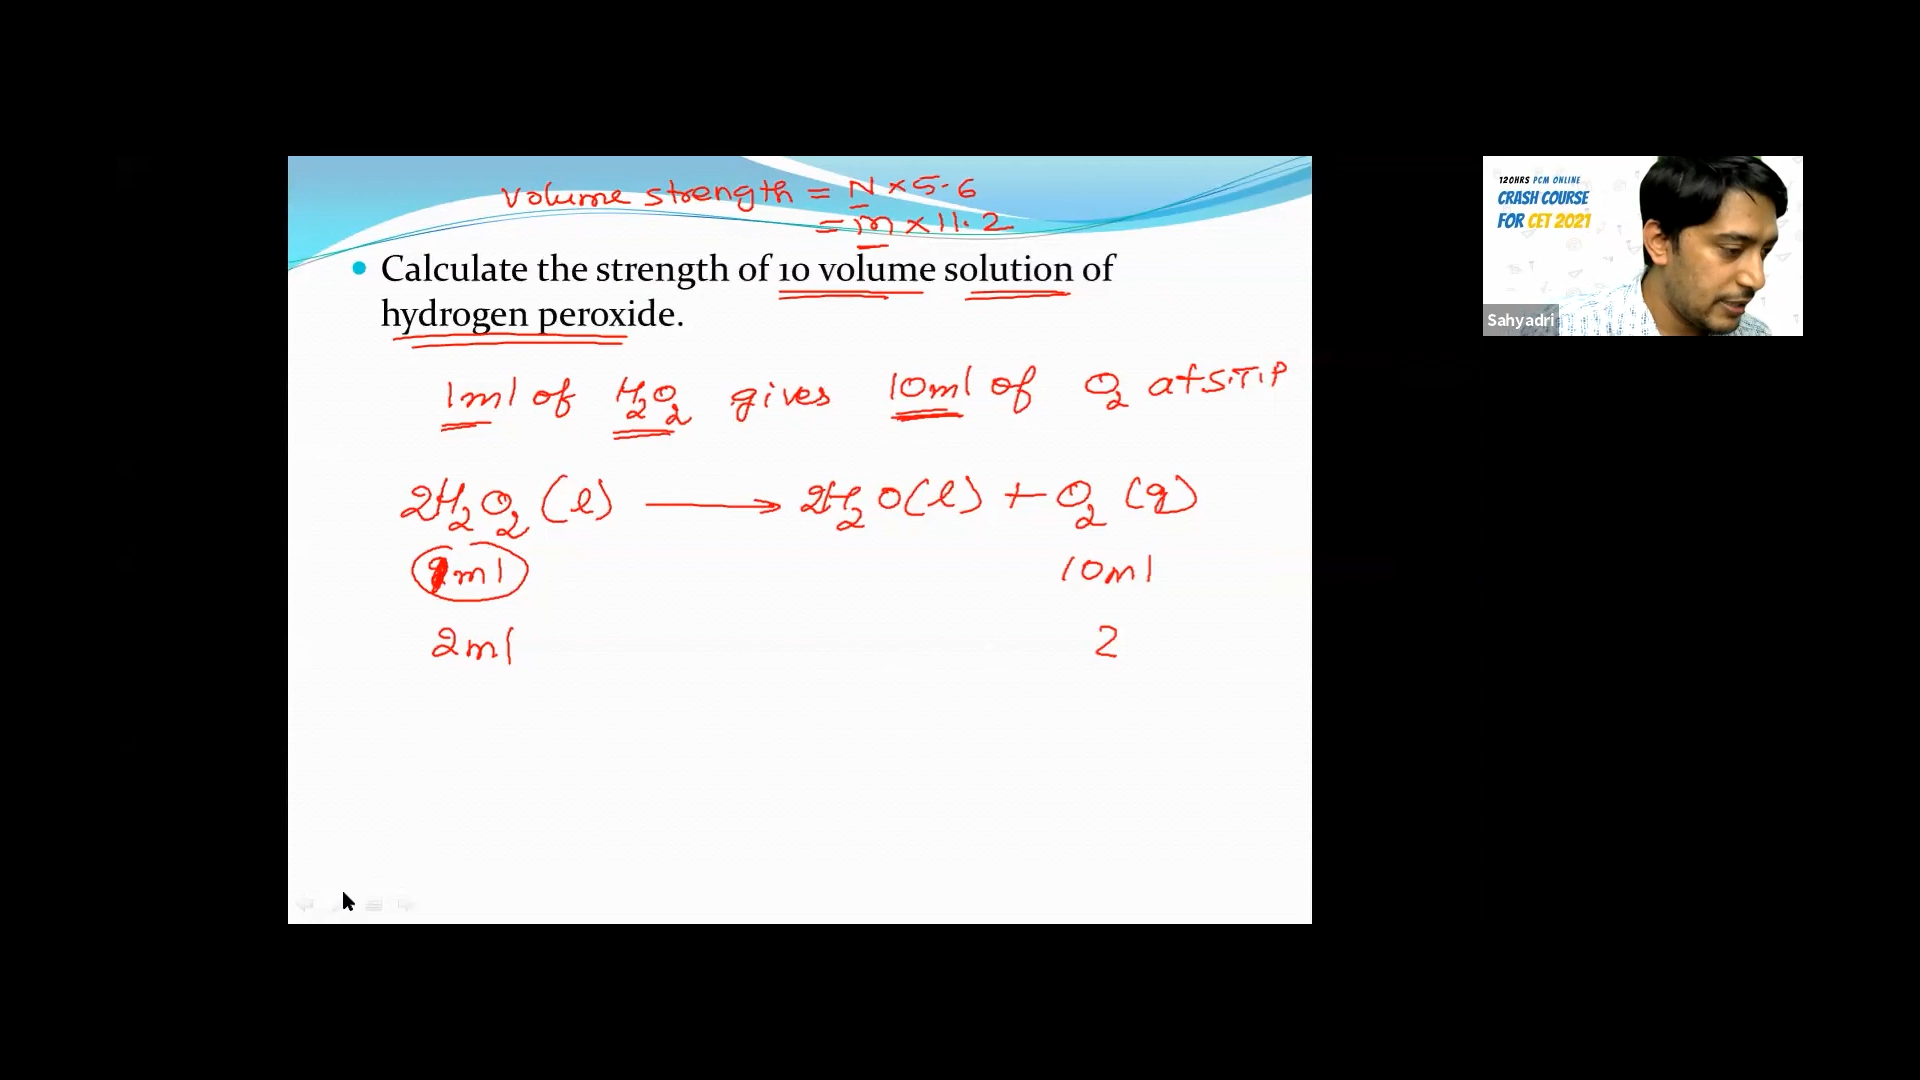 volume strength = N x 5.6
= m x 11.2
• Calculate the strength of 10 volume solution of
hydrogen peroxide.
1ml of H₂O₂ gives 10ml of O₂ at S.T.P
2H₂O₂ (l) ⟶ 2H₂O(l) + O₂ (g)
1ml 10ml
2ml 2
120HRS PCM ONLINE
CRASH COURSE
FOR CET 2021
Sahyadri